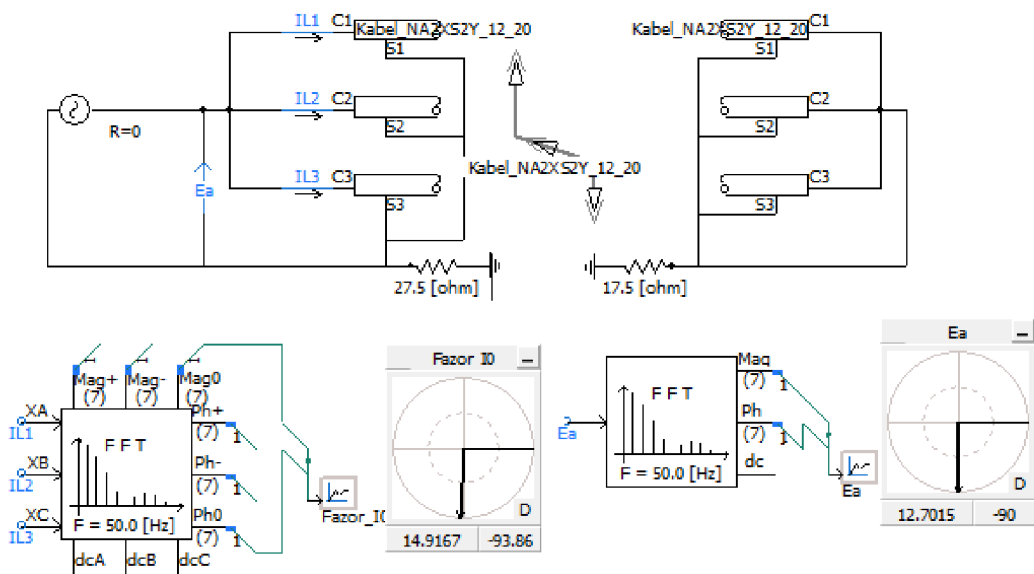 IL1 C1
Kabel_NA2XS2Y_12_20
S1
IL2 C2
S2
R=0
Ea
IL3 C3
S3
Kabel_NA2XS2Y_12_20
27.5 [ohm]
Kabel_NA2XS2Y_12_20
C1
S1
C2
S2
C3
S3
17.5 [ohm]
Mag+ Mag- Mag0
(7) (7) (7)
XA
IL1
XB
IL2
XC
IL3
F F T
F = 50.0 [Hz]
Ph+
(7) 1
Ph-
(7) 1
Ph0
(7) 1
dcA dcB dcC
Fazor_I0
Fazor I0
D
14.9167 -93.86
Ea
F F T
F = 50.0 [Hz]
Mag
(7) 1
Ph
(7) 1
dc
Ea
Ea
D
12.7015 -90